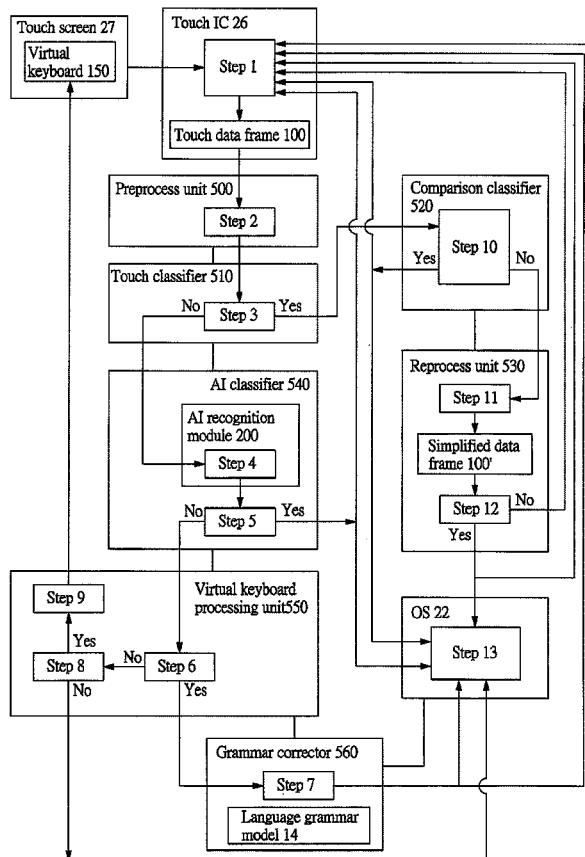 Touch screen 27
Virtual
keyboard 150
Touch IC 26
Step 1
Touch data frame 100
Preprocess unit 500
Step 2
Touch classifier 510
No
Step 3
Yes
Comparison classifier
520
Step 10
Yes
No
AI classifier 540
AI recognition
module 200
Step 4
No
Step 5
Yes
Reprocess unit 530
Step 11
Simplified data
frame 100'
Step 12
No
Yes
Virtual keyboard
processing unit550
Step 9
Yes
Step 8
No
No
Step 6
Yes
OS 22
Step 13
Grammar corrector 560
Step 7
Language grammar
model 14